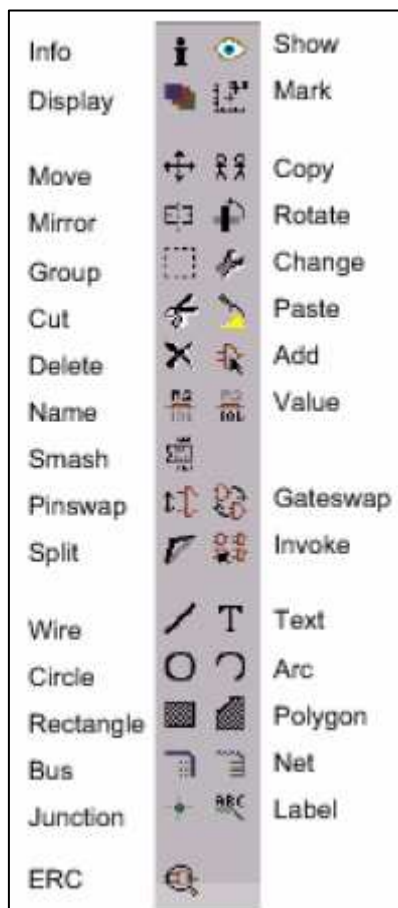 Info Show
Display Mark
Move Copy
Mirror Rotate
Group Change
Cut Paste
Delete Add
Name Value
Smash
Pinswap Gateswap
Split Invoke
Wire T Text
Circle Arc
Rectangle Polygon
Bus Net
Junction ABC Label
ERC